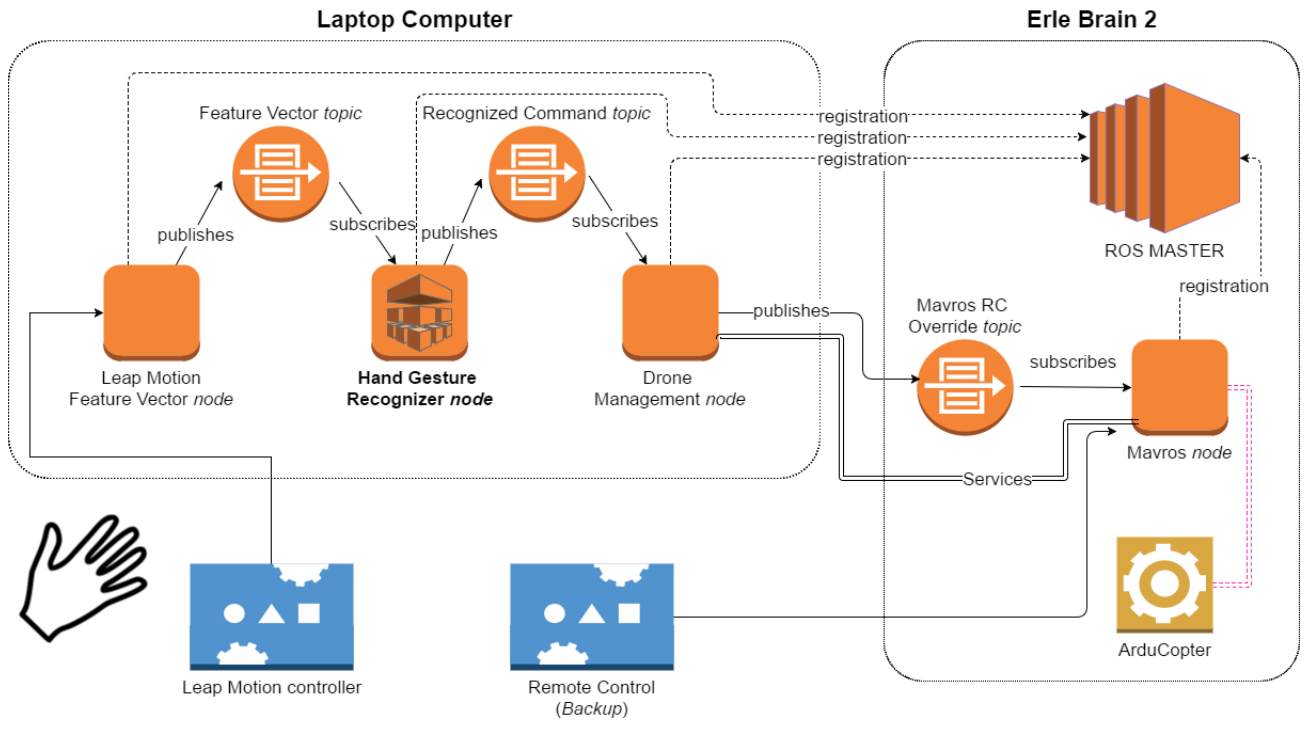 Laptop Computer
Erle Brain 2
Feature Vector topic
Recognized Command topic
registration
registration
registration
publishes
subscribes
publishes
subscribes
ROS MASTER
registration
publishes
Mavros RC
Override topic
subscribes
Leap Motion
Feature Vector node
Hand Gesture
Recognizer node
Drone
Management node
Mavros node
Services
ArduCopter
Leap Motion controller
Remote Control
(Backup)